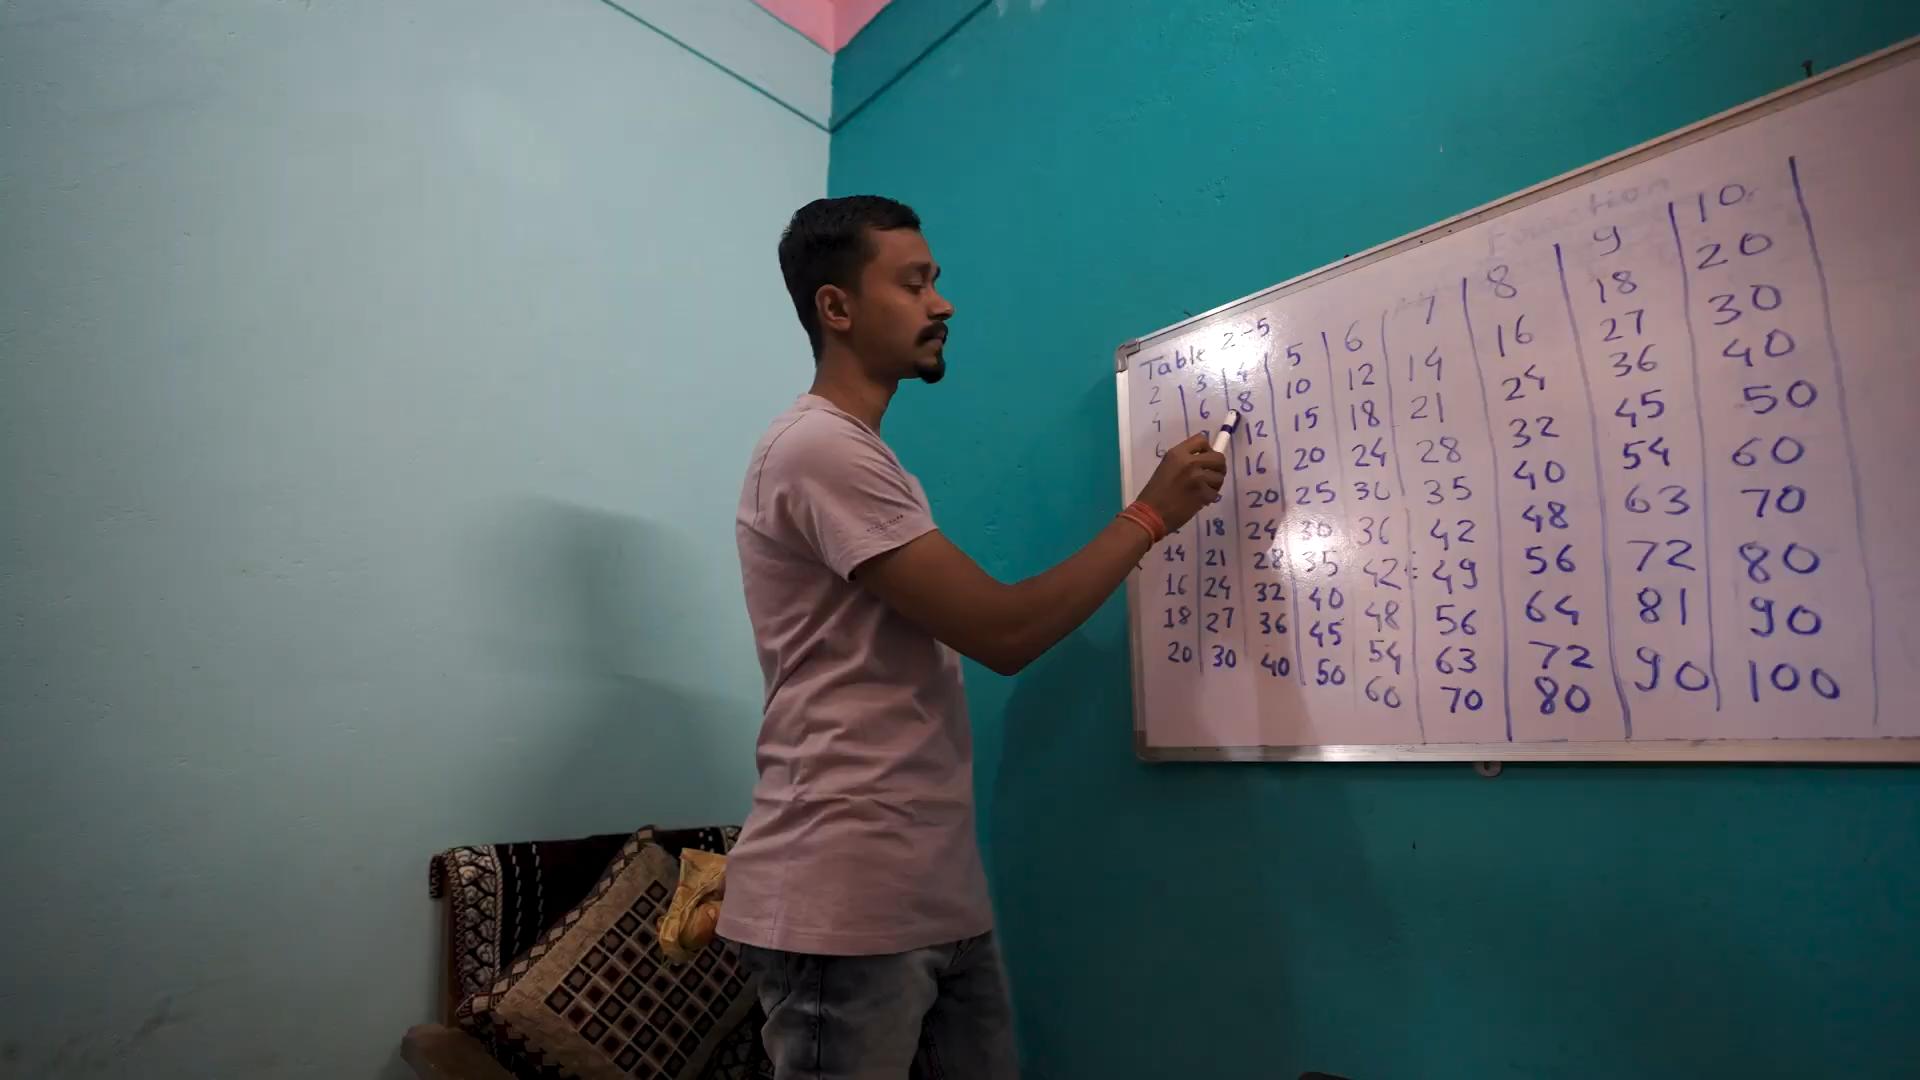 Table 2-5
2 3 4 5 6 7 8 9 10
4 6 8 10 12 14 16 18 20
6 12 15 18 21 24 27 30
16 20 24 28 32 36 40
20 25 30 35 40 45 50
18 24 30 36 42 48 54 60
14 21 28 35 42 49 56 63 70
16 24 32 40 48 56 64 72 80
18 27 36 45 54 63 72 81 90
20 30 40 50 60 70 80 90 100